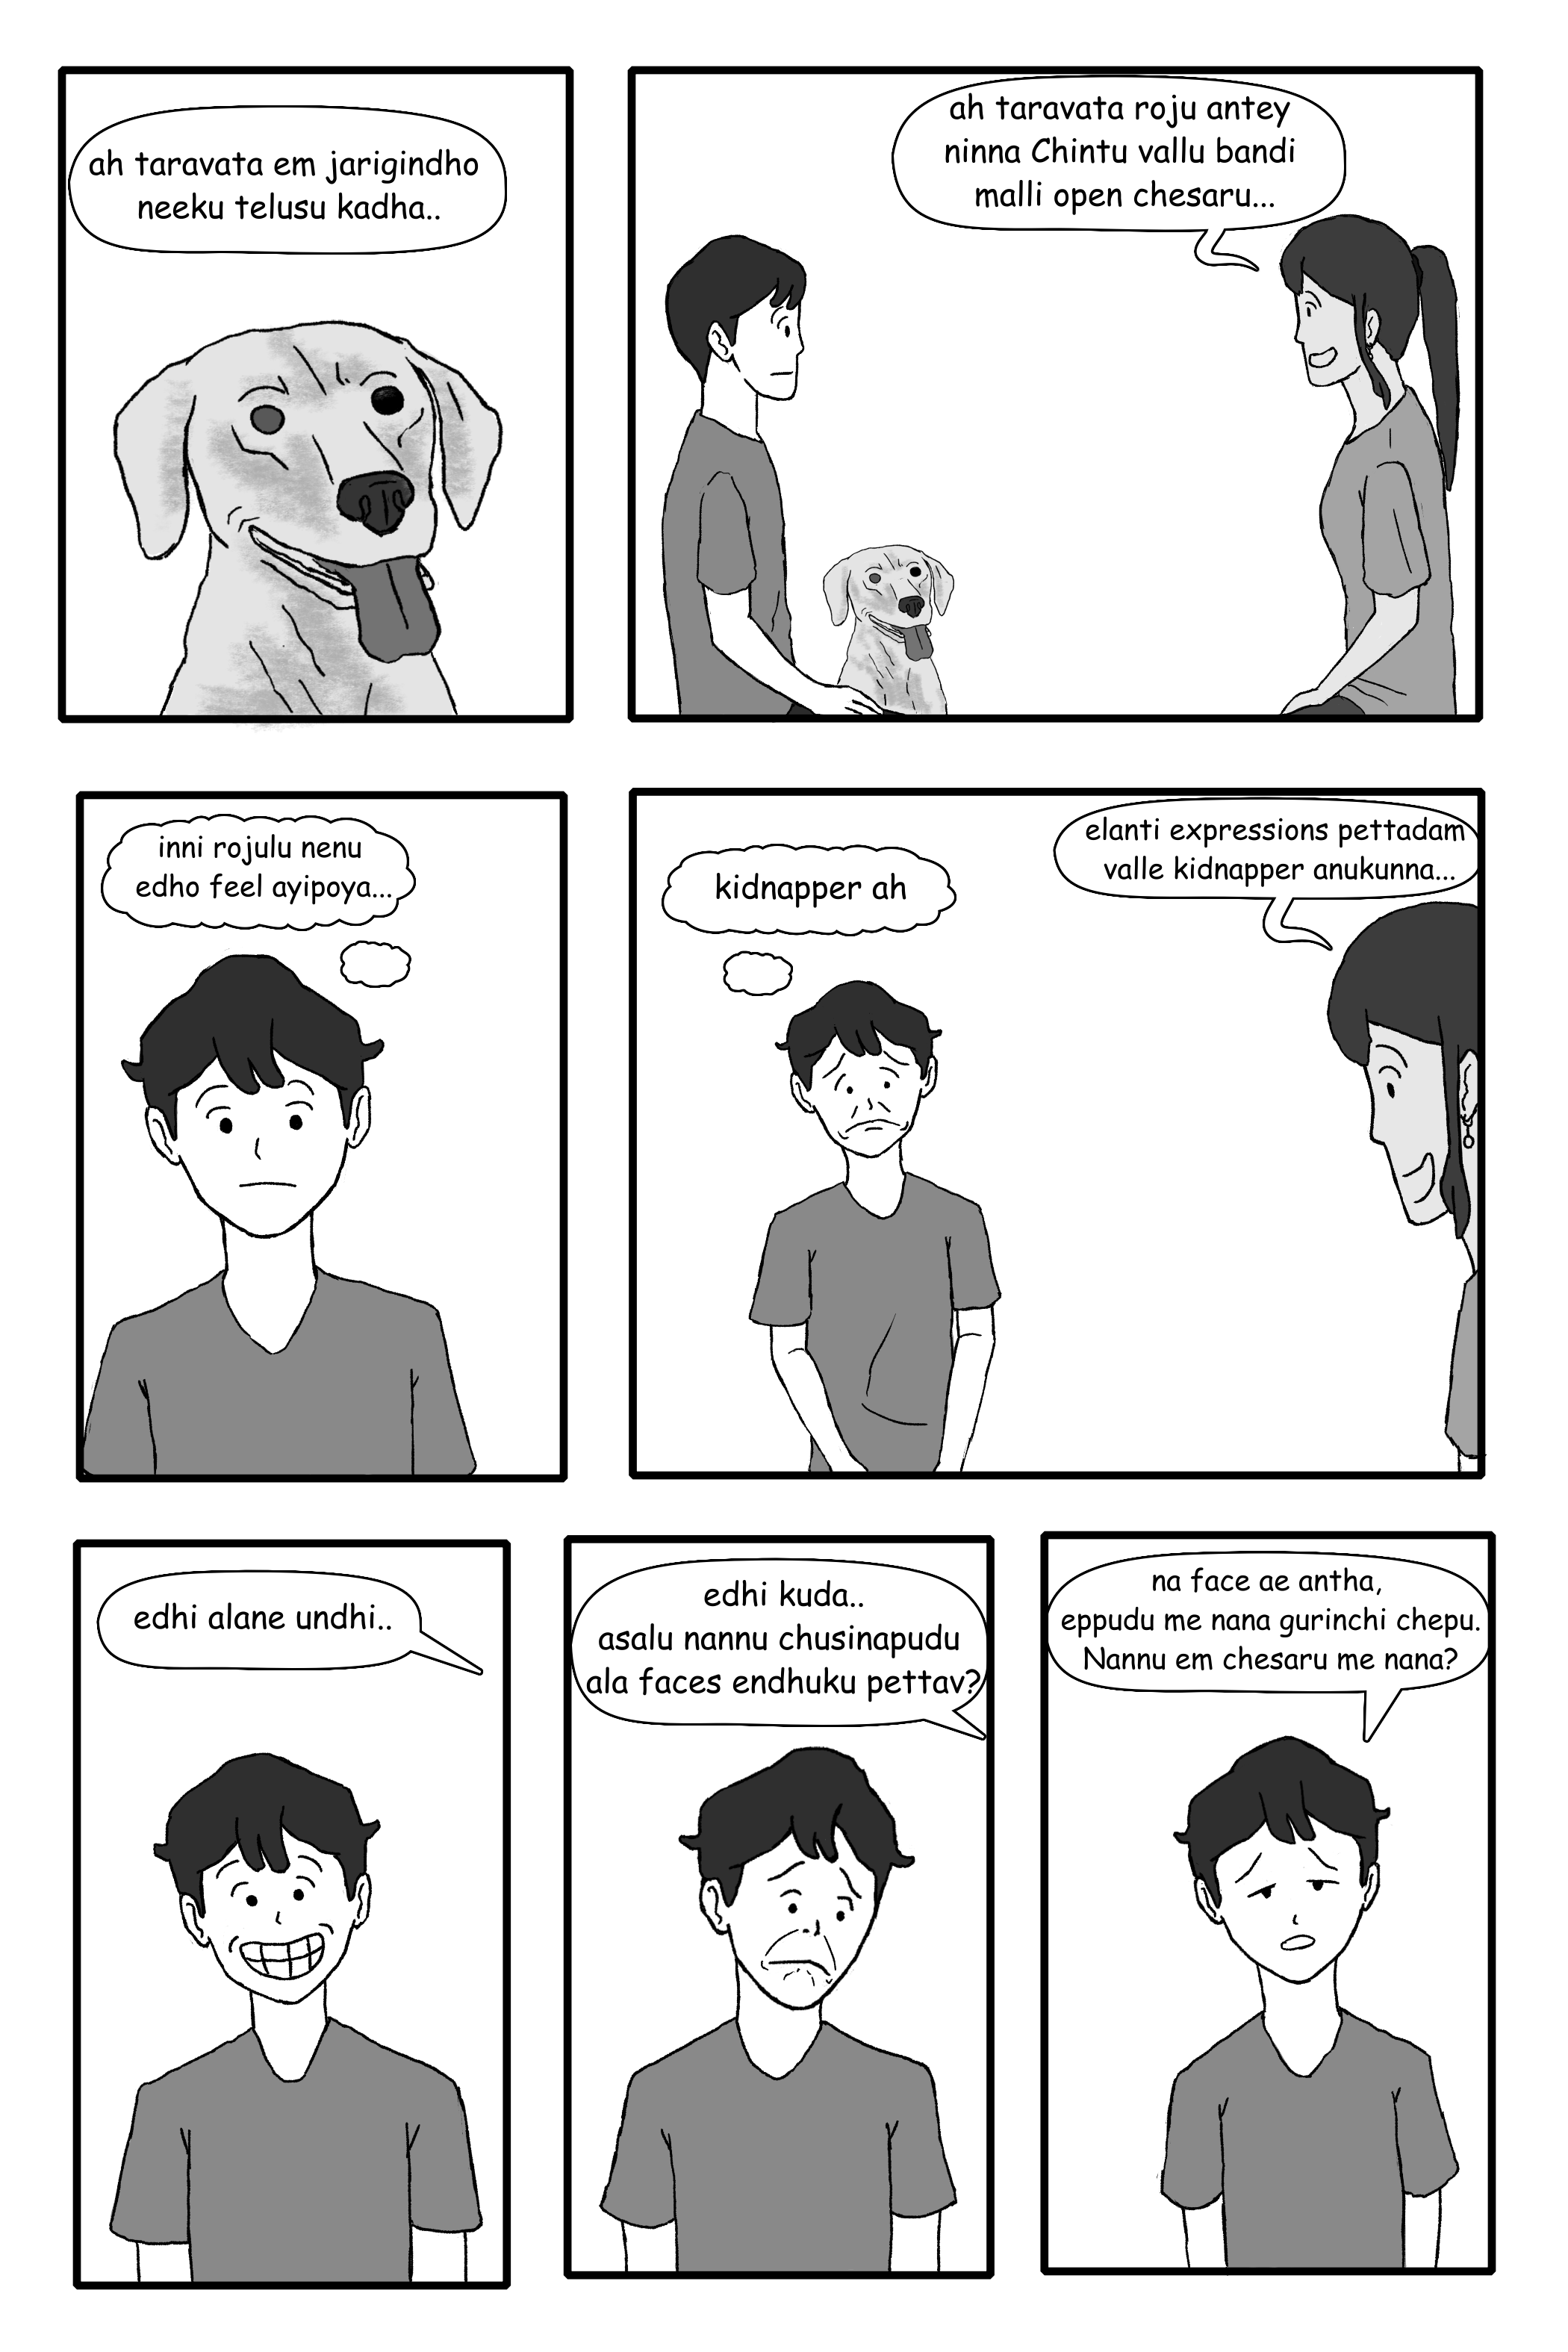 ah taravata em jarigindho
neeku telusu kadha..
ah taravata roju antey
ninna Chintu vallu bandi
malli open chesaru...
inni rojulu nenu
edho feel ayipoya...
kidnapper ah
elanti expressions pettadam
valle kidnapper anukunna...
edhi alane undhi..
edhi kuda..
asalu nannu chusinapudu
ala faces endhuku pettav?
na face ae antha,
eppudu me nana gurinchi chepu.
Nannu em chesaru me nana?